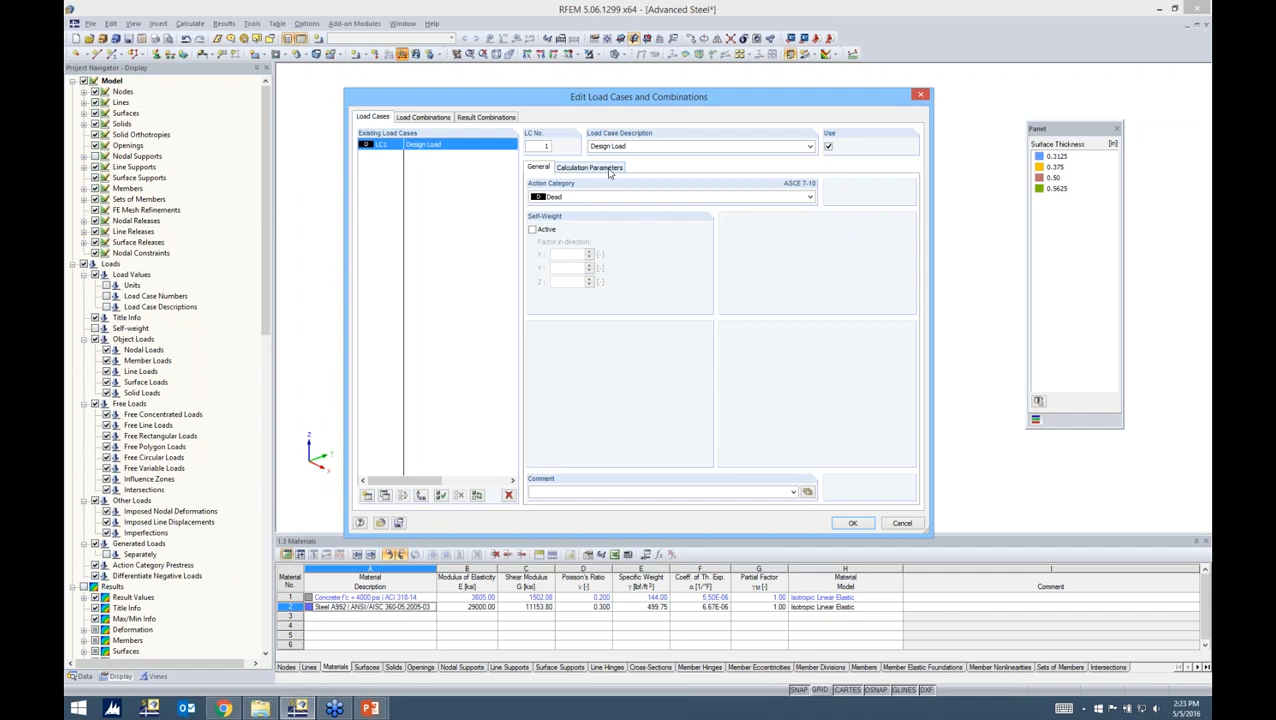 RFEM 5.06.1299 x64 - [Advanced Steel*]
File Edit View Insert Calculate Results Tools Table Options Add-on Modules Window Help
Project Navigator - Display
Model
Nodes
Lines
Surfaces
Solids
Solid Orthotropies
Openings
Nodal Supports
Line Supports
Surface Supports
Members
Sets of Members
FE Mesh Refinements
Nodal Releases
Line Releases
Surface Releases
Nodal Constraints
Loads
Load Values
Units
Load Case Numbers
Load Case Descriptions
Title Info
Self-weight
Object Loads
Nodal Loads
Member Loads
Line Loads
Surface Loads
Solid Loads
Free Loads
Free Concentrated Loads
Free Line Loads
Free Rectangular Loads
Free Polygon Loads
Free Circular Loads
Free Variable Loads
Influence Zones
Intersections
Other Loads
Imposed Nodal Deformations
Imposed Line Displacements
Imperfections
Generated Loads
Separately
Action Category Prestress
Differentiate Negative Loads
Results
Result Values
Title Info
Max/Min Info
Deformation
Members
Surfaces
Data Display Views
Edit Load Cases and Combinations
Load Cases Load Combinations Result Combinations
Existing Load Cases
D LC1 Design Load
LC No.
1
Load Case Description
Design Load
Use
General Calculation Parameters
Action Category ASCE 7-10
D Dead
Self-Weight
Active
Factor in direction:
X : [-]
Y : [-]
Z : [-]
Comment
OK Cancel
Panel
Surface Thickness [in]
0.3125
0.375
0.50
0.5625
Z
Y
X
1.3 Materials
A B C D E F G H I
Material Material Modulus of Elasticity Shear Modulus Poisson's Ratio Specific Weight Coeff. of Th. Exp. Partial Factor Material
No. Description E [ksi] G [ksi] ν [-] γ [lbf/ft³] α [1/°F] γM [-] Model Comment
1 Concrete f'c = 4000 psi | ACI 318-14 3605.00 1502.08 0.200 144.00 5.50E-06 1.00 Isotropic Linear Elastic
2 Steel A992 | ANSI/AISC 360-05:2005-03 29000.00 11153.80 0.300 499.75 6.67E-06 1.00 Isotropic Linear Elastic
3
4
5
6
Nodes Lines Materials Surfaces Solids Openings Nodal Supports Line Supports Surface Supports Line Hinges Cross-Sections Member Hinges Member Eccentricities Member Divisions Members Member Elastic Foundations Member Nonlinearities Sets of Members Intersections
SNAP GRID CARTES OSNAP GLINES DXF
2:23 PM
5/5/2016